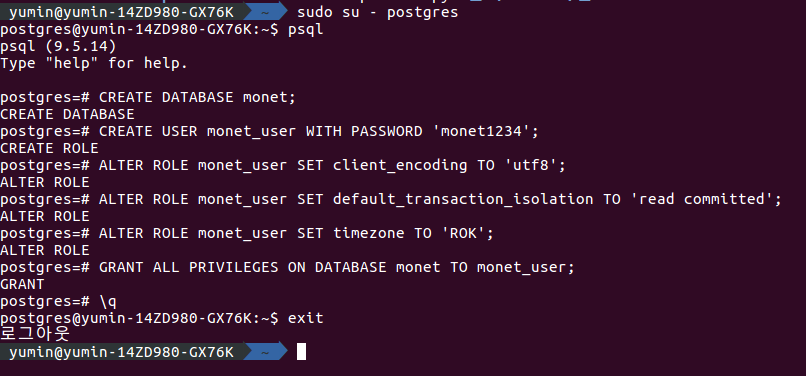 yumin@yumin-14ZD980-GX76K ~ sudo su - postgres
postgres@yumin-14ZD980-GX76K:~$ psql
psql (9.5.14)
Type "help" for help.
postgres=# CREATE DATABASE monet;
CREATE DATABASE
postgres=# CREATE USER monet_user WITH PASSWORD 'monet1234';
CREATE ROLE
postgres=# ALTER ROLE monet_user SET client_encoding TO 'utf8';
ALTER ROLE
postgres=# ALTER ROLE monet_user SET default_transaction_isolation TO 'read committed';
ALTER ROLE
postgres=# ALTER ROLE monet_user SET timezone TO 'ROK';
ALTER ROLE
postgres=# GRANT ALL PRIVILEGES ON DATABASE monet TO monet_user;
GRANT
postgres=# \q
postgres@yumin-14ZD980-GX76K:~$ exit
로그아웃
yumin@yumin-14ZD980-GX76K ~